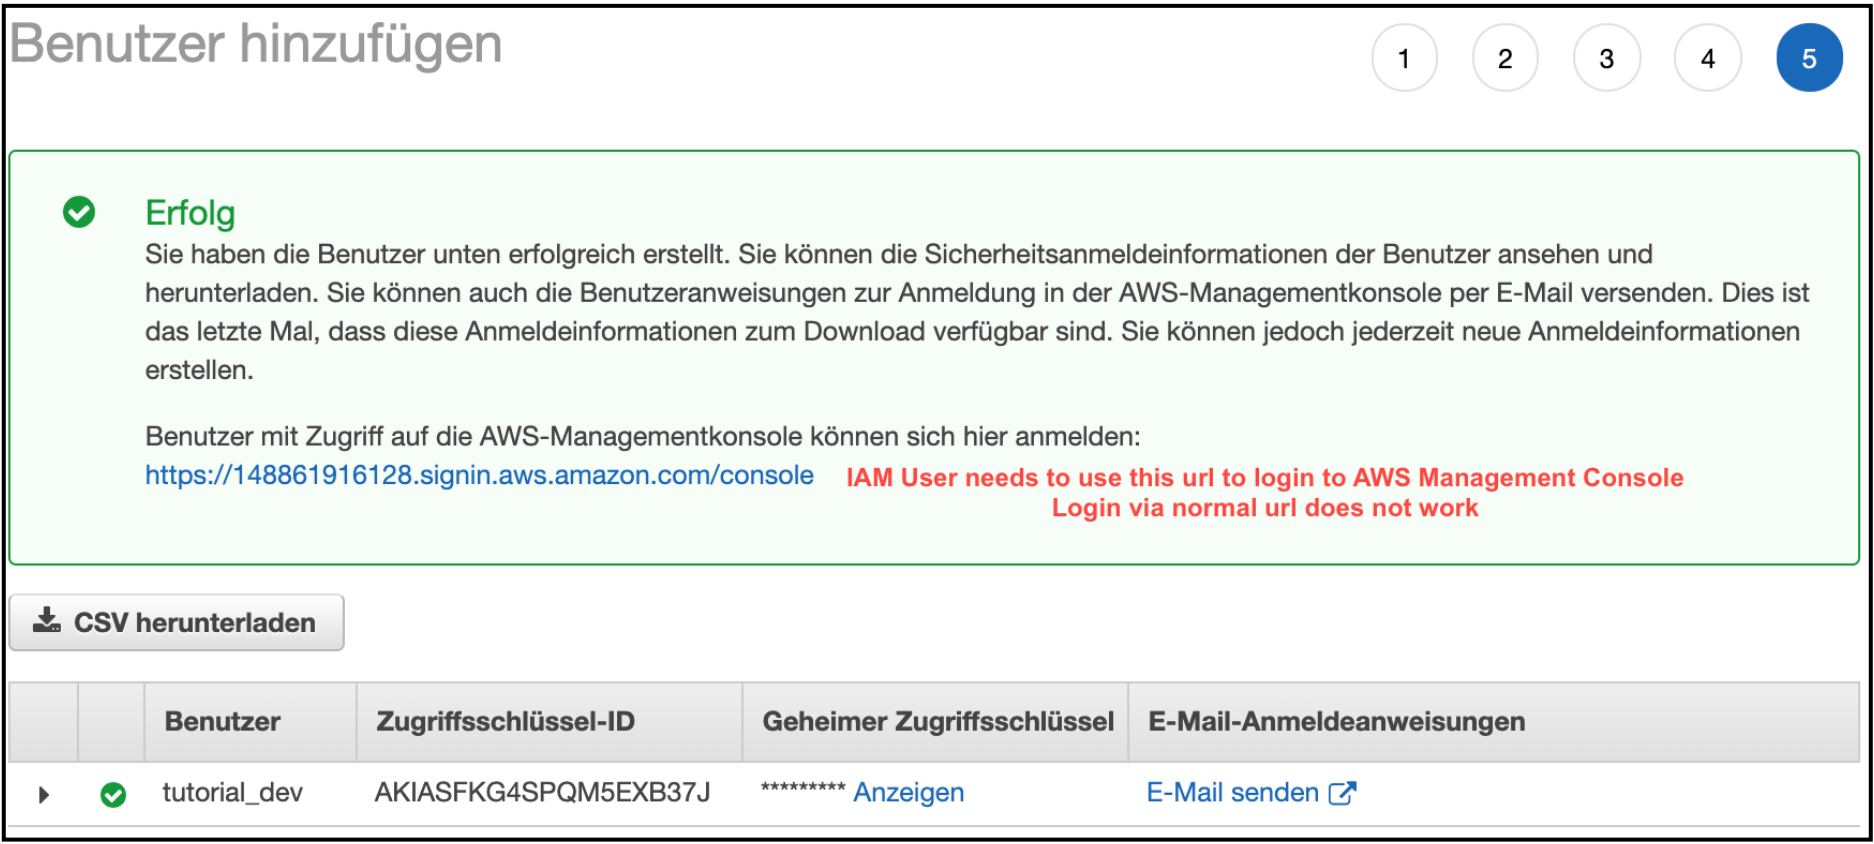 Benutzer hinzufügen
1 2 3 4 5
Erfolg
Sie haben die Benutzer unten erfolgreich erstellt. Sie können die Sicherheitsanmeldeinformationen der Benutzer ansehen und
herunterladen. Sie können auch die Benutzeranweisungen zur Anmeldung in der AWS-Managementkonsole per E-Mail versenden. Dies ist
das letzte Mal, dass diese Anmeldeinformationen zum Download verfügbar sind. Sie können jedoch jederzeit neue Anmeldeinformationen
erstellen.
Benutzer mit Zugriff auf die AWS-Managementkonsole können sich hier anmelden:
https://148861916128.signin.aws.amazon.com/console IAM User needs to use this url to login to AWS Management Console
Login via normal url does not work
CSV herunterladen
Benutzer Zugriffsschlüssel-ID Geheimer Zugriffsschlüssel E-Mail-Anmeldeanweisungen
tutorial_dev AKIASFKG4SPQM5EXB37J ********* Anzeigen E-Mail senden